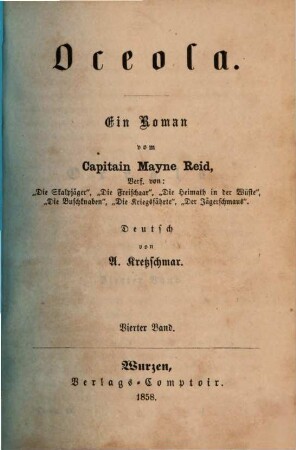 Oceola.
Ein Roman
vom
Capitain Mayne Reid,
Verf. von:
„Die Skalpjäger“, „Die Freischaar“, „Die Heimath in der Wüste“,
„Die Buschknaben“, „Die Kriegsfährte“, „Der Jägerschmaus“.
Deutsch
von
A. Kretzschmar.
Vierter Band.
Wurzen,
Verlags-Comptoir.
1858.